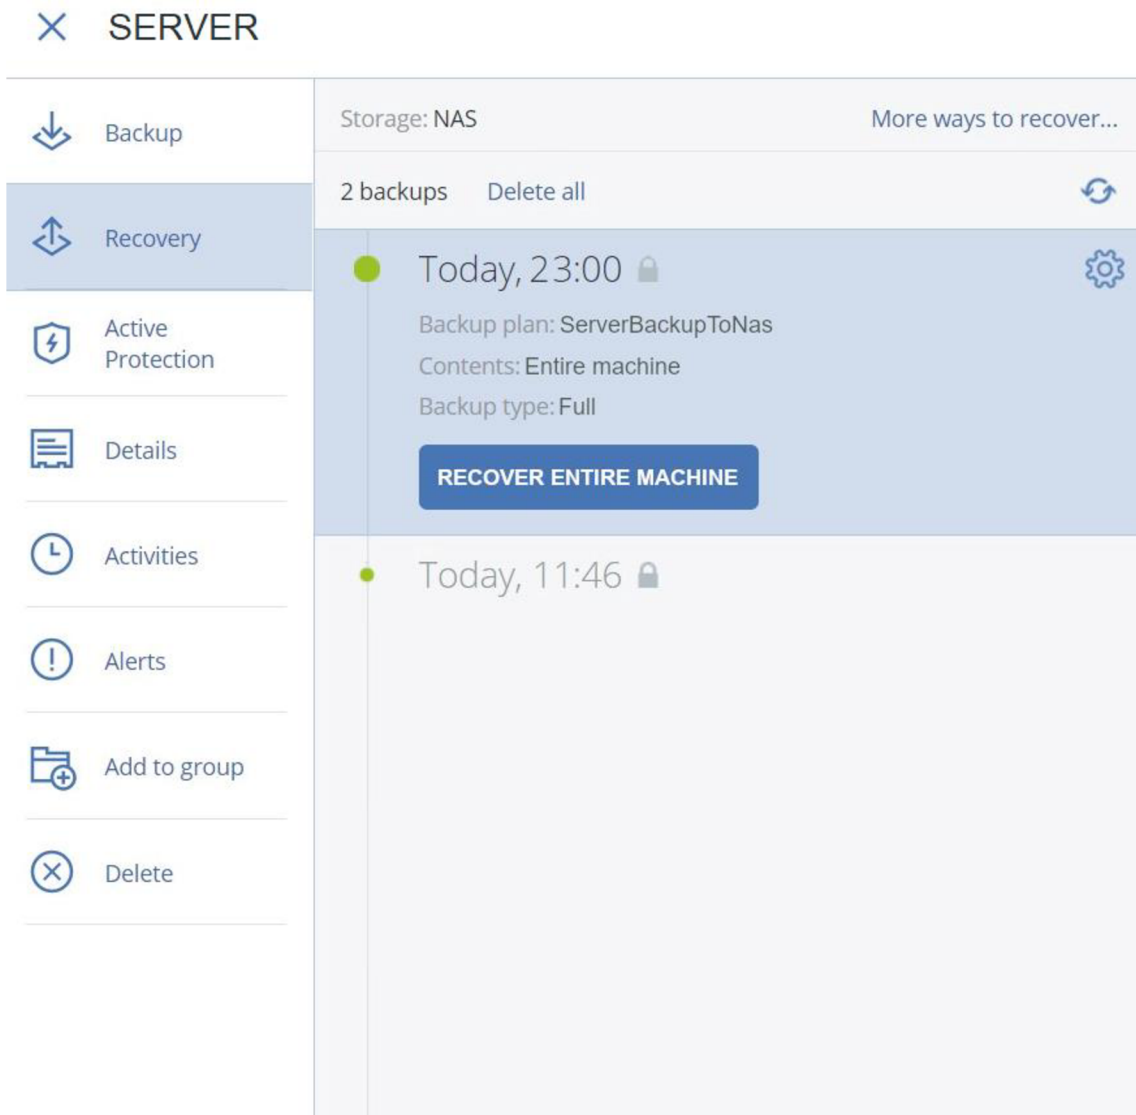 SERVER
Backup
Recovery
Active
Protection
Details
Activities
Alerts
Add to group
Delete
Storage: NAS
More ways to recover...
2 backups
Delete all
Today, 23:00
Backup plan: ServerBackupToNas
Contents: Entire machine
Backup type: Full
RECOVER ENTIRE MACHINE
Today, 11:46